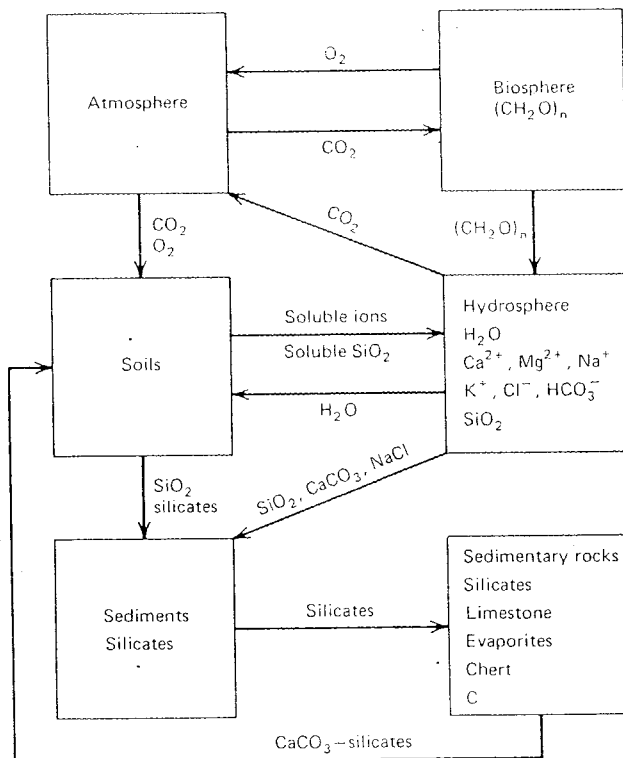 O₂
Atmosphere
Biosphere
(CH₂O)ₙ
CO₂
CO₂
O₂
CO₂
(CH₂O)ₙ
Soils
Soluble ions
Soluble SiO₂
H₂O
Hydrosphere
H₂O
Ca²⁺, Mg²⁺, Na⁺
K⁺, Cl⁻, HCO₃⁻
SiO₂
SiO₂
silicates
SiO₂, CaCO₃, NaCl
Sediments
Silicates
Silicates
Sedimentary rocks
Silicates
Limestone
Evaporites
Chert
C
CaCO₃–silicates